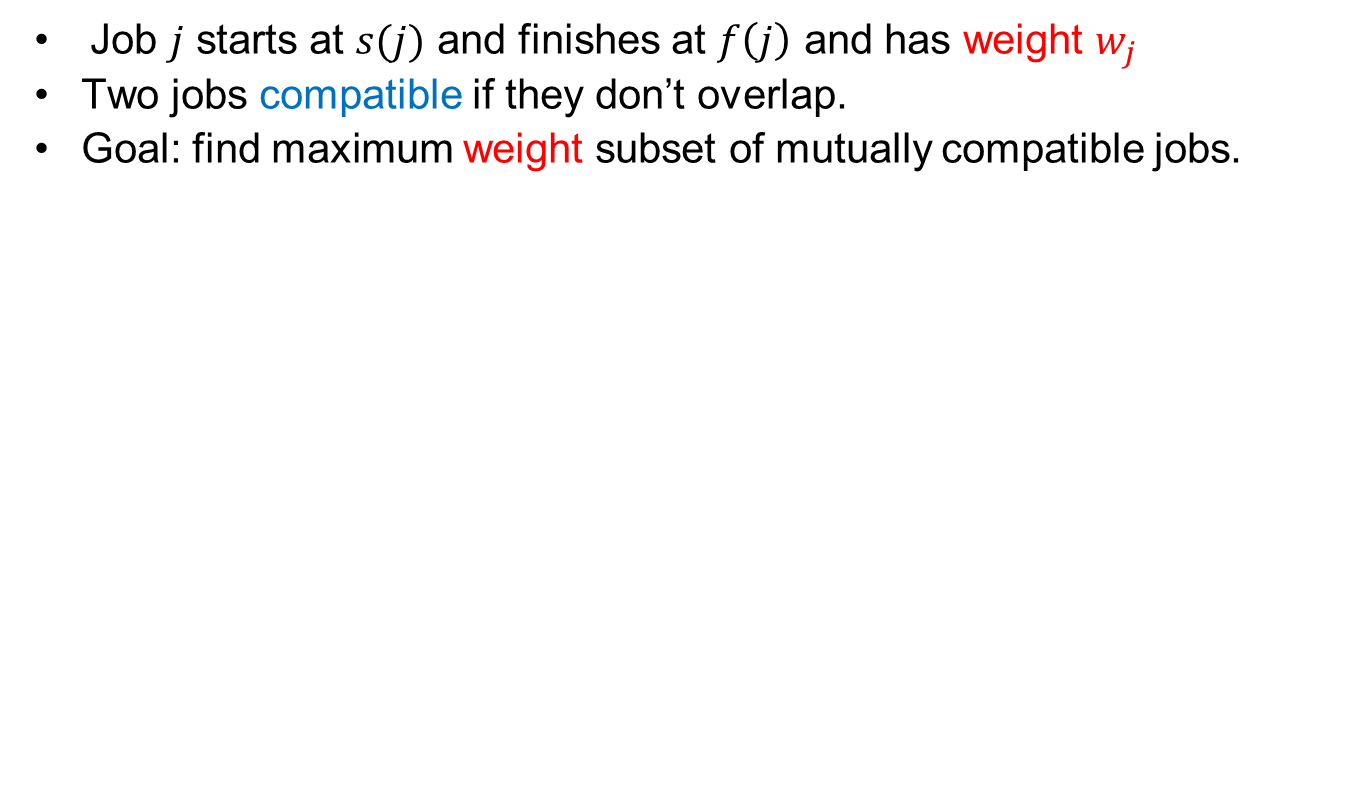 • Job j starts at s(j) and finishes at f(j) and has weight wⱼ
• Two jobs compatible if they don’t overlap.
• Goal: find maximum weight subset of mutually compatible jobs.